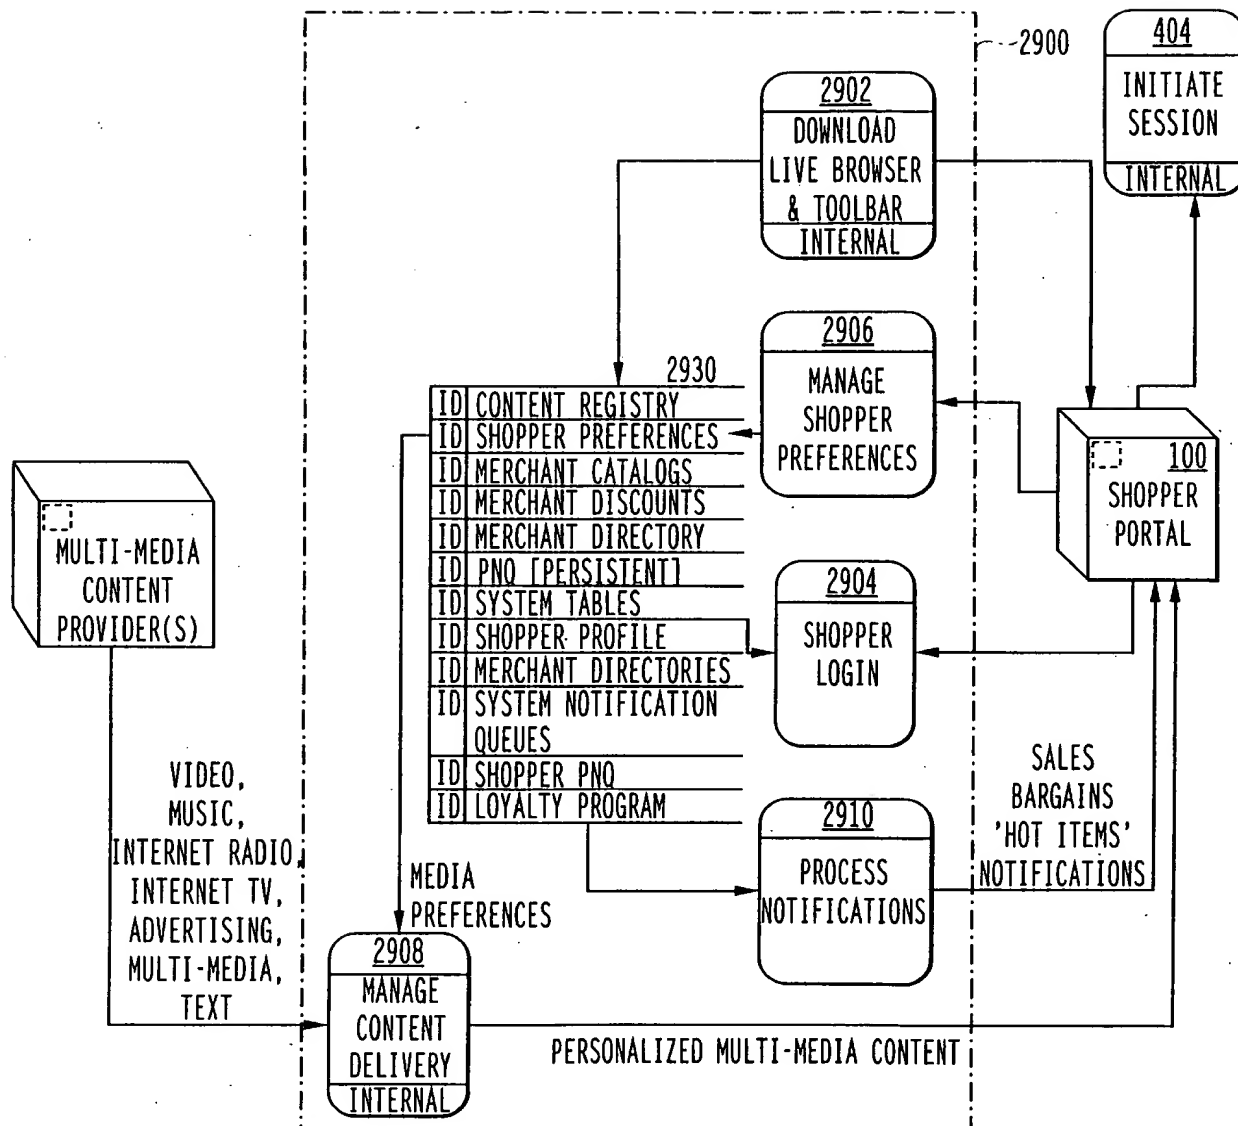 2900
404
INITIATE
SESSION
INTERNAL
2902
DOWNLOAD
LIVE BROWSER
& TOOLBAR
INTERNAL
2906
MANAGE
SHOPPER
PREFERENCES
2930
ID CONTENT REGISTRY
ID SHOPPER PREFERENCES
ID MERCHANT CATALOGS
ID MERCHANT DISCOUNTS
ID MERCHANT DIRECTORY
ID PNQ [PERSISTENT]
ID SYSTEM TABLES
ID SHOPPER PROFILE
ID MERCHANT DIRECTORIES
ID SYSTEM NOTIFICATION
QUEUES
ID SHOPPER PNQ
ID LOYALTY PROGRAM
100
SHOPPER
PORTAL
MULTI-MEDIA
CONTENT
PROVIDER(S)
2904
SHOPPER
LOGIN
VIDEO,
MUSIC,
INTERNET RADIO,
INTERNET TV,
ADVERTISING,
MULTI-MEDIA,
TEXT
MEDIA
PREFERENCES
2910
PROCESS
NOTIFICATIONS
SALES
BARGAINS
'HOT ITEMS'
NOTIFICATIONS
2908
MANAGE
CONTENT
DELIVERY
INTERNAL
PERSONALIZED MULTI-MEDIA CONTENT